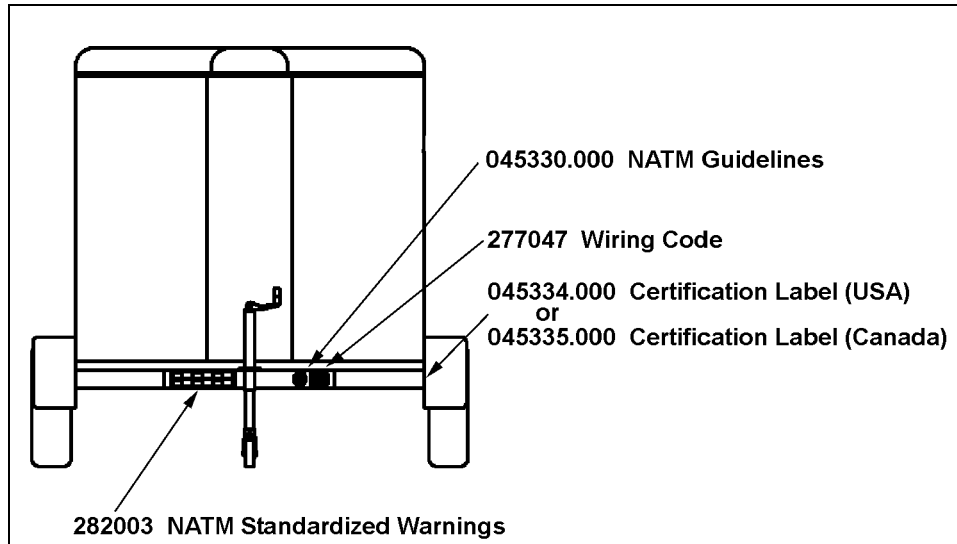 045330.000 NATM Guidelines
277047 Wiring Code
045334.000 Certification Label (USA)
or
045335.000 Certification Label (Canada)
282003 NATM Standardized Warnings